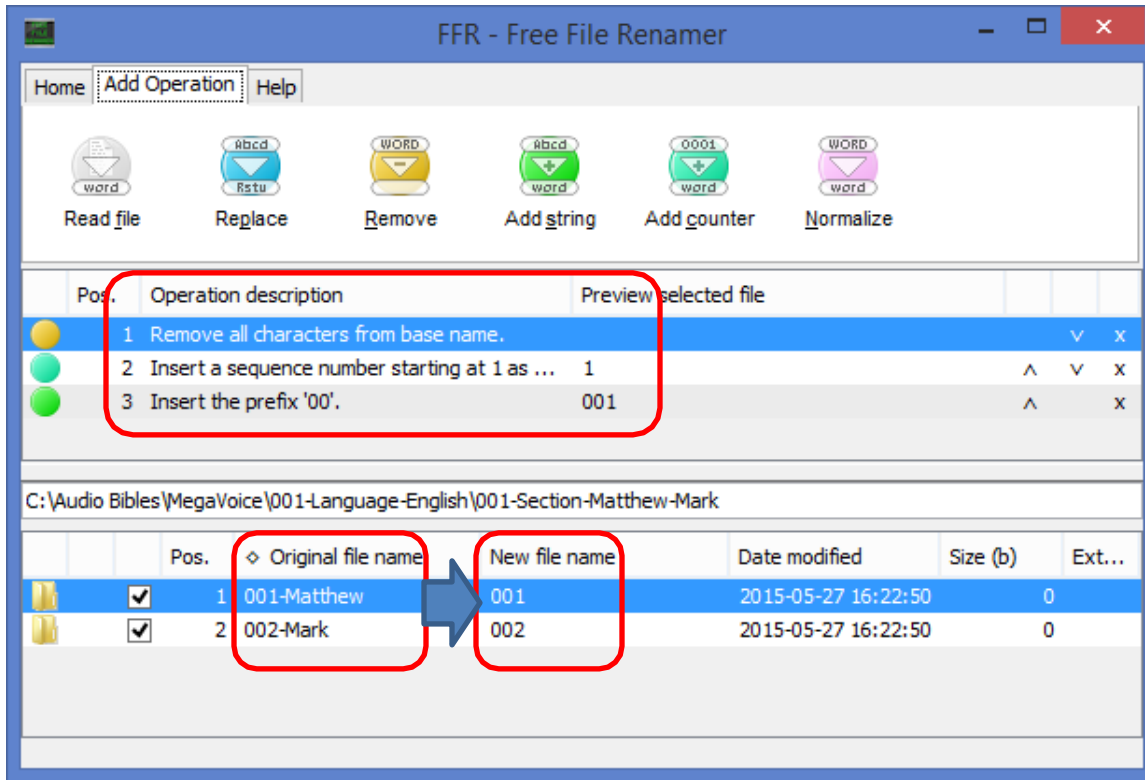 FFR - Free File Renamer
Home Add Operation Help
Abcd WORD Abcd 0001 WORD
word Rstu word word word
Read file Replace Remove Add string Add counter Normalize
Pos. Operation description Preview selected file
1 Remove all characters from base name. v x
2 Insert a sequence number starting at 1 as ... 1 ʌ v x
3 Insert the prefix '00'. 001 ʌ x
C:\Audio Bibles\MegaVoice\001-Language-English\001-Section-Matthew-Mark
Pos. Original file name New file name Date modified Size (b) Ext...
1 001-Matthew 001 2015-05-27 16:22:50 0
2 002-Mark 002 2015-05-27 16:22:50 0